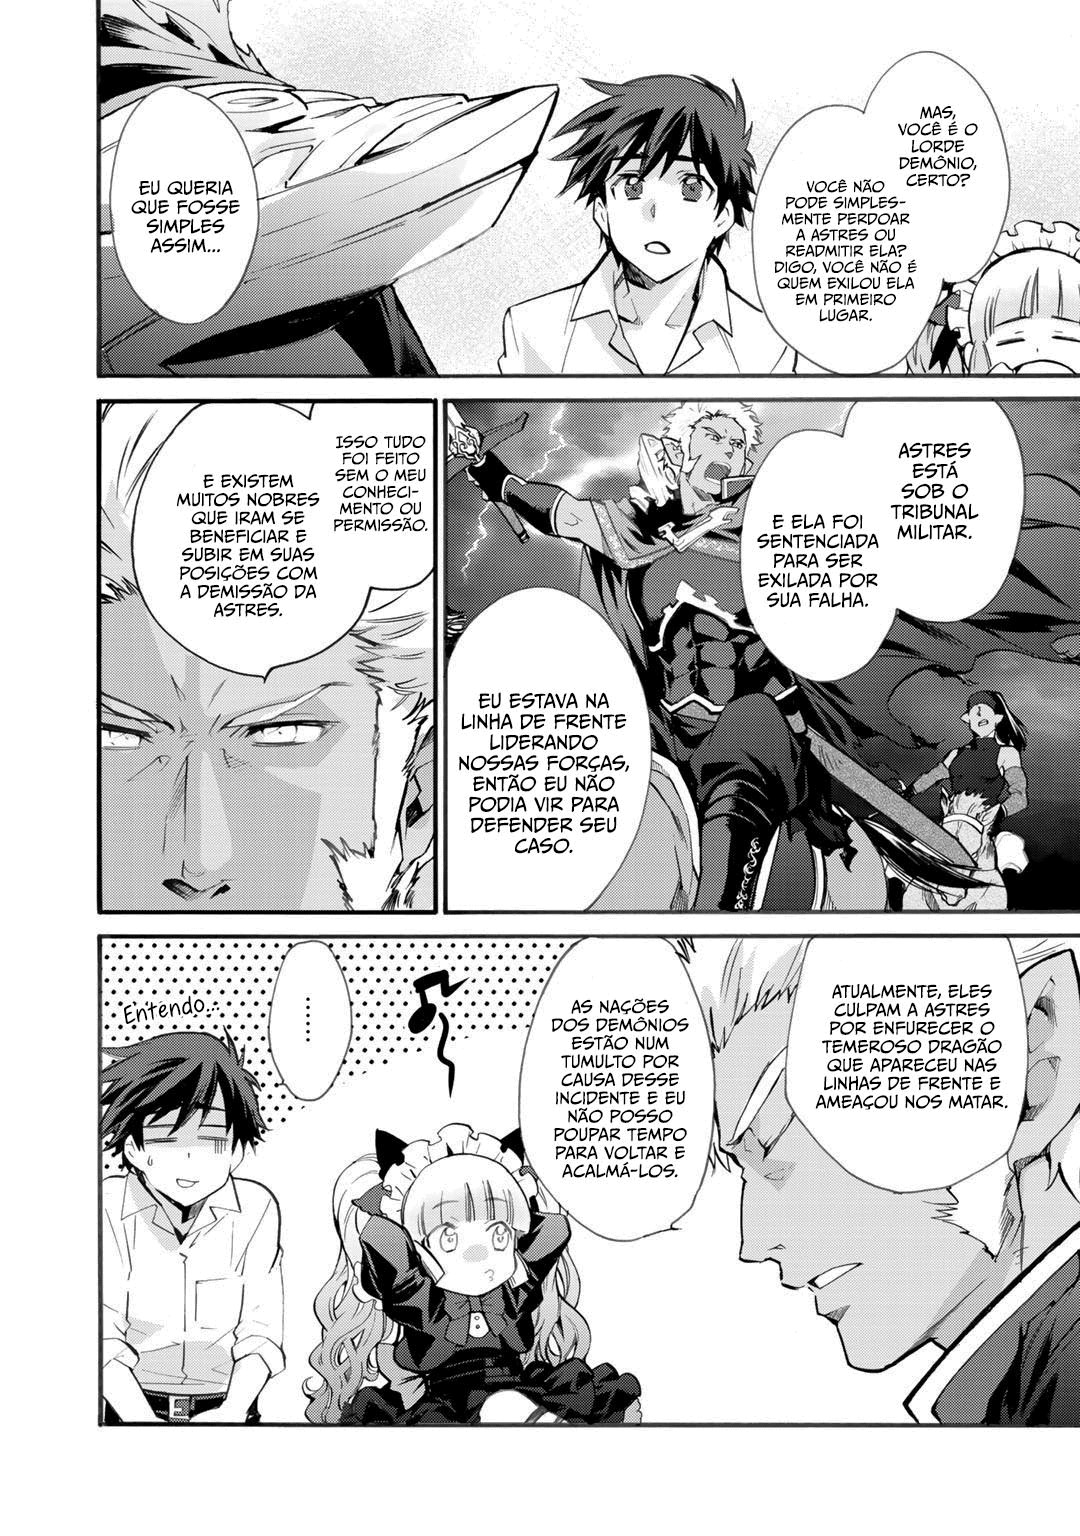 MAS,
VOCÊ É O
LORDE
DEMÔNIO,
CERTO?
VOCÊ NÃO
PODE SIMPLES-
MENTE PERDOAR
A ASTRES OU
READMITIR ELA?
DIGO, VOCÊ NÃO É
QUEM EXILOU ELA
EM PRIMEIRO
LUGAR.
EU QUERIA
QUE FOSSE
SIMPLES
ASSIM...
ASTRES
ESTÁ
SOB O
TRIBUNAL
MILITAR.
E ELA FOI
SENTENCIADA
PARA SER
EXILADA POR
SUA FALHA.
EU ESTAVA NA
LINHA DE FRENTE
LIDERANDO
NOSSAS FORÇAS,
ENTÃO EU NÃO
PODIA VIR PARA
DEFENDER SEU
CASO.
ISSO TUDO
FOI FEITO
SEM O MEU
CONHECI-
MENTO OU
PERMISSÃO.
E EXISTEM
MUITOS NOBRES
QUE IRAM SE
BENEFICIAR E
SUBIR EM SUAS
POSIÇÕES COM
A DEMISSÃO DA
ASTRES.
ATUALMENTE, ELES
CULPAM A ASTRES
POR ENFURECER O
TEMEROSO DRAGÃO
QUE APARECEU NAS
LINHAS DE FRENTE E
AMEAÇOU NOS MATAR.
AS NAÇÕES
DOS DEMÔNIOS
ESTÃO NUM
TUMULTO POR
CAUSA DESSE
INCIDENTE E EU
NÃO POSSO
POUPAR TEMPO
PARA VOLTAR E
ACALMÁ-LOS.
......
Entendo...